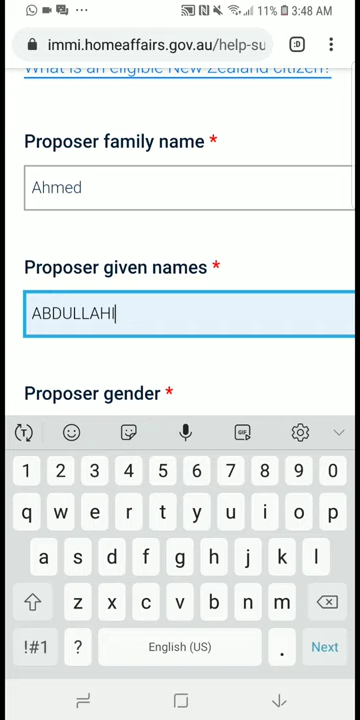 11% 3:48 AM
immi.homeaffairs.gov.au/help-su :D
What is an eligible New Zealand citizen?
Proposer family name *
Ahmed
Proposer given names *
ABDULLAHI
Proposer gender *
T GIF
1 2 3 4 5 6 7 8 9 0
q w e r t y u i o p
a s d f g h j k l
z x c v b n m
!#1 ? English (US) . Next